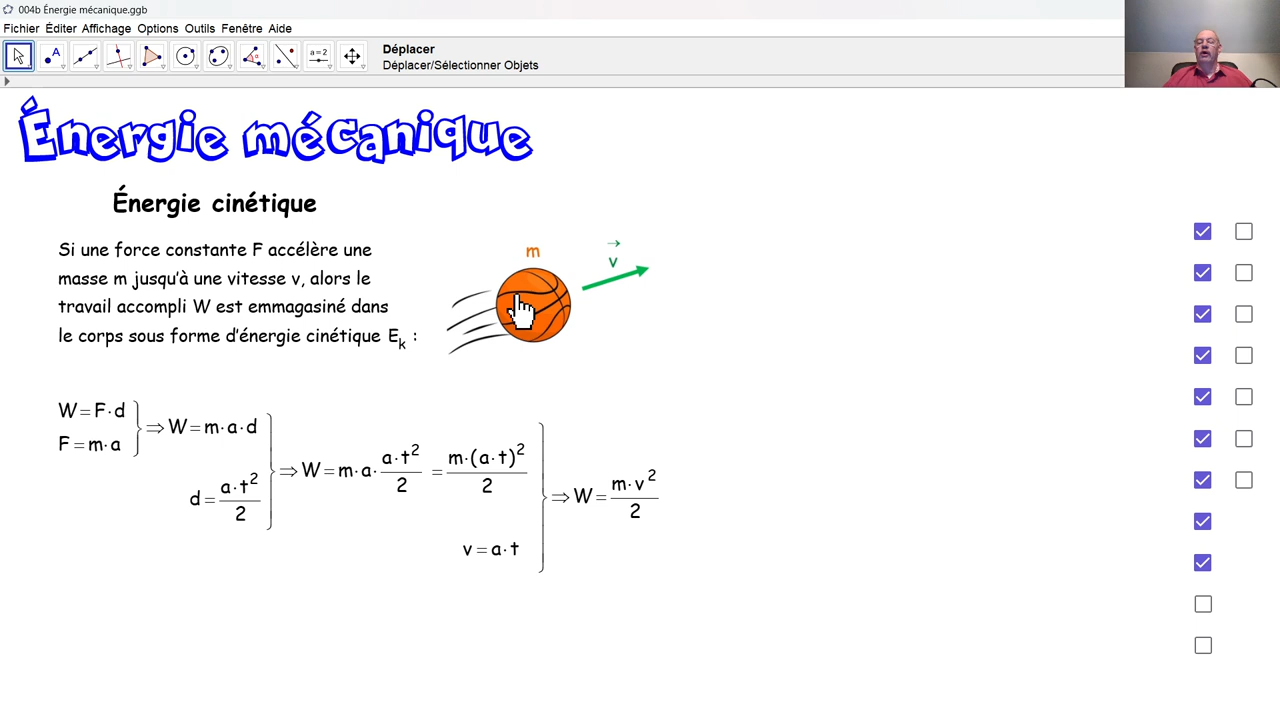 004b Énergie mécanique.ggb
Fichier Éditer Affichage Options Outils Fenêtre Aide
A
a=2
Déplacer
Déplacer/Sélectionner Objets
Énergie mécanique
Énergie cinétique
Si une force constante F accélère une
masse m jusqu'à une vitesse v, alors le
travail accompli W est emmagasiné dans
le corps sous forme d'énergie cinétique Eₖ :
m
v⃗
W = F · d
F = m · a
⇒ W = m · a · d
d = a · t² / 2
⇒ W = m · a · a · t² / 2 = m · (a · t)² / 2
v = a · t
⇒ W = m · v² / 2